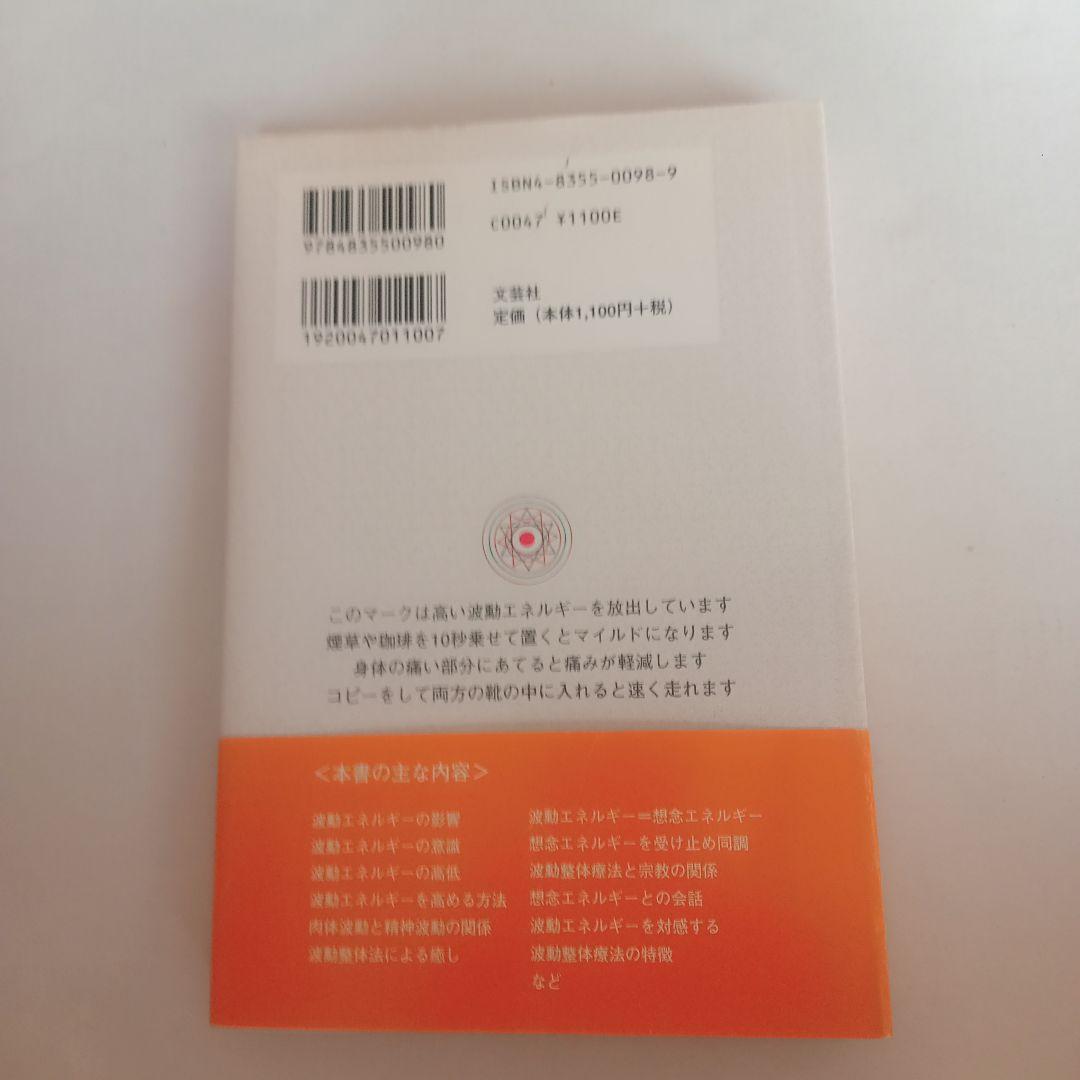 ISBN4-8355-0098-9
9784835500980
C0047 ¥1100E
1920047011007
文芸社
定価（本体1,100円＋税）
このマークは高い波動エネルギーを放出しています
煙草や珈琲を10秒乗せて置くとマイルドになります
身体の痛い部分にあてると痛みが軽減します
コピーをして両方の靴の中に入れると速く走れます
＜本書の主な内容＞
波動エネルギーの影響
波動エネルギーの意識
波動エネルギーの高低
波動エネルギーを高める方法
肉体波動と精神波動の関係
波動整体法による癒し
波動エネルギー＝想念エネルギー
想念エネルギーを受け止め同調
波動整体療法と宗教の関係
想念エネルギーとの会話
波動エネルギーを対感する
波動整体療法の特徴
など